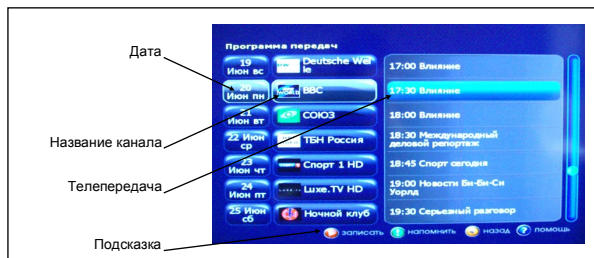 Дата
Название канала
Телепередача
Подсказка
Программа передач
19
Июн вс
Deutsche Wel
le
20
Июн пн
BBC
21
Июн вт
СОЮЗ
22 Июн
ср
ТБН Россия
23
Июн чт
Спорт 1 HD
24
Июн пт
Luxe.TV HD
25 Июн
сб
Ночной клуб
17:00 Влияние
17:30 Влияние
18:00 Влияние
18:30 Международный
деловой репортаж
18:45 Спорт сегодня
19:00 Новости Би-Би-Си
Уорлд
19:30 Серьезный разговор
записать
напомнить
назад
? помощь